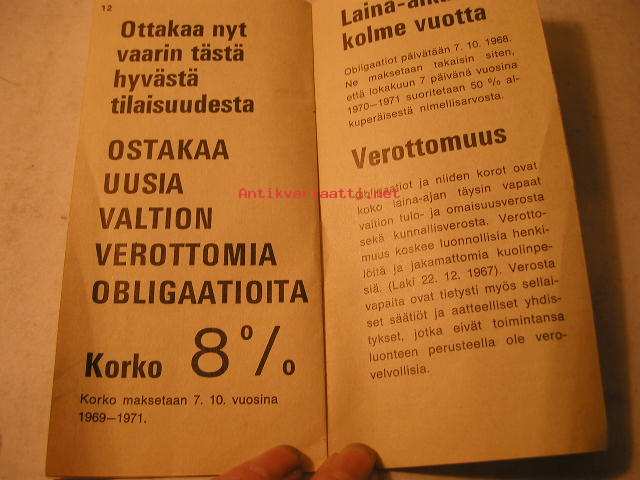 12
Ottakaa nyt
vaarin tästä
hyvästä
tilaisuudesta
OSTAKAA
UUSIA
VALTION
VEROTTOMIA
OBLIGAATIOITA
Korko 8%
Korko maksetaan 7. 10. vuosina
1969—1971.
kolme vuotta
Obligaatiot päivätään 7. 10. 1968.
Ne maksetaan takaisin siten,
että lokakuun 7 päivänä vuosina
1970—1971 suoritetaan 50 % al-
kuperäisestä nimellisarvosta.
Verottomuus
Antikvariaatti.net
Obligaatiot ja niiden korot ovat
koko laina-ajan täysin vapaat
valtion tulo- ja omaisuusverosta
sekä kunnallisverosta. Verotto-
muus koskee luonnollisia henki-
löitä ja jakamattomia kuolinpe-
siä. (Laki 22. 12. 1967). Verosta
vapaita ovat tietysti myös sellai-
set säätiöt ja aatteelliset yhdis-
tykset, jotka eivät toimintansa
luonteen perusteella ole vero-
velvollisia.